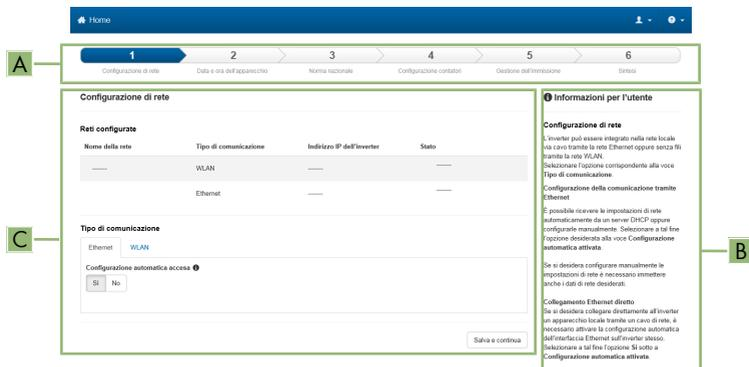 Home
A
1 2 3 4 5 6
Configurazione di rete Data e ora dell'apparecchio Norma nazionale Configurazione contatori Gestione dell'immissione Sintesi
C
Configurazione di rete
Reti configurate
Nome della rete Tipo di comunicazione Indirizzo IP dell'inverter Stato
WLAN
Ethernet
Tipo di comunicazione
Ethernet WLAN
Configurazione automatica accesa
Sì No
Salva e continua
Informazioni per l'utente
Configurazione di rete
L'inverter può essere integrato nella rete locale
via cavo tramite la rete Ethernet oppure senza fili
tramite la rete WLAN.
Selezionare l'opzione corrispondente alla voce
Tipo di comunicazione.
Configurazione della comunicazione tramite
Ethernet
È possibile ricevere le impostazioni di rete
automaticamente da un server DHCP oppure
configurarle manualmente. Selezionare a tal fine
l'opzione desiderata alla voce Configurazione
automatica attivata.
Se si desidera configurare manualmente le
impostazioni di rete è necessario immettere
anche i dati di rete desiderati.
Collegamento Ethernet diretto
Se si desidera collegare direttamente all'inverter
un apparecchio locale tramite un cavo di rete, è
necessario attivare la configurazione automatica
dell'interfaccia Ethernet sull'inverter stesso.
Selezionare a tal fine l'opzione Sì sotto a
Configurazione automatica attivata.
B